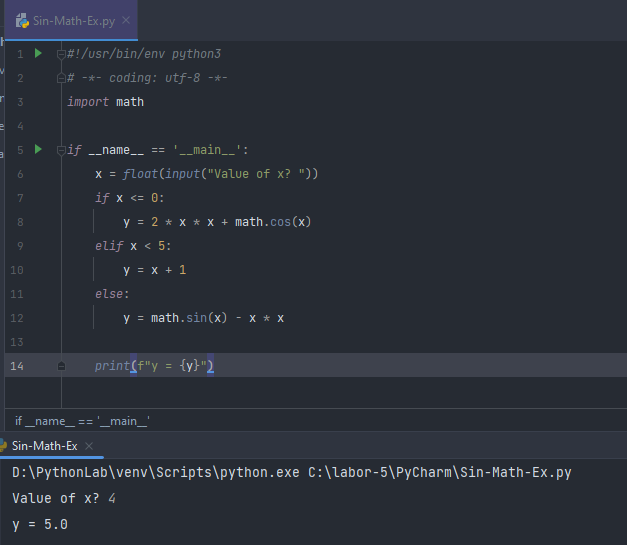 Sin-Math-Ex.py
1 #!/usr/bin/env python3
2 # -*- coding: utf-8 -*-
3 import math
4
5 if __name__ == '__main__':
6 x = float(input("Value of x? "))
7 if x <= 0:
8 y = 2 * x * x + math.cos(x)
9 elif x < 5:
10 y = x + 1
11 else:
12 y = math.sin(x) - x * x
13
14 print(f"y = {y}")
if __name__ == '__main__'
Sin-Math-Ex
D:\PythonLab\venv\Scripts\python.exe C:\labor-5\PyCharm\Sin-Math-Ex.py
Value of x? 4
y = 5.0